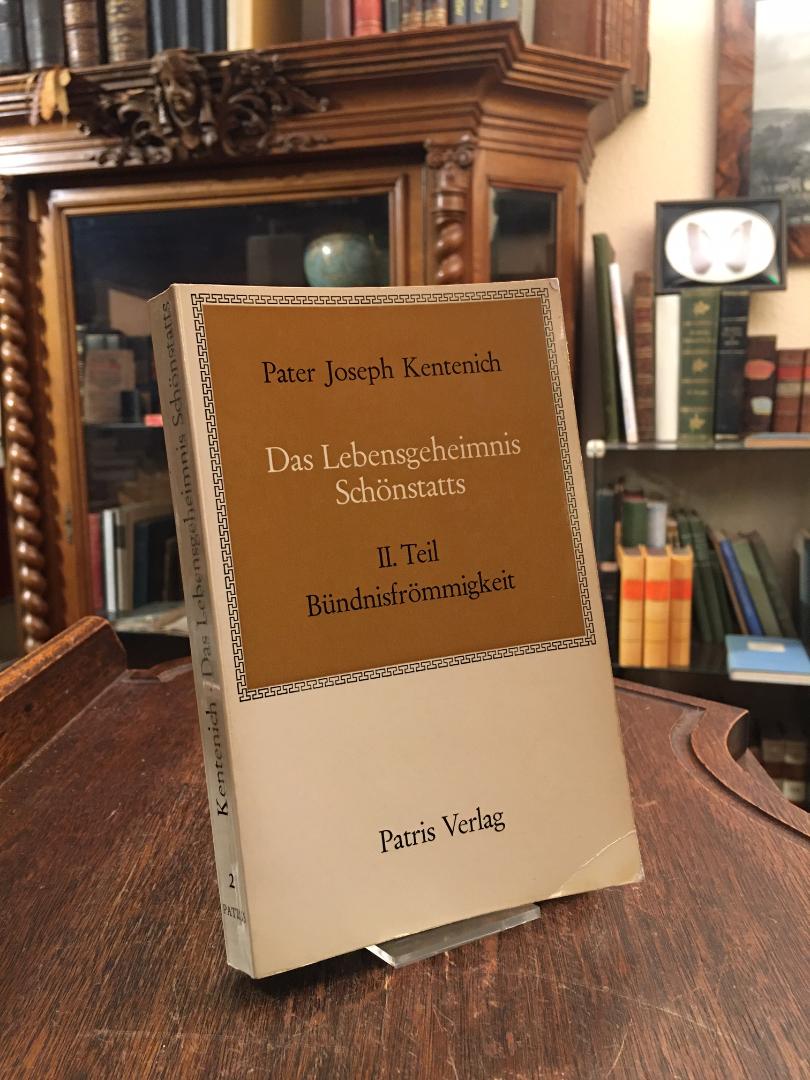 Pater Joseph Kentenich
Das Lebensgeheimnis
Schönstatts
II. Teil
Bündnisfrömmigkeit
Patris Verlag
Kentenich Das Lebensgeheimnis Schönstatts
2
PATRIS